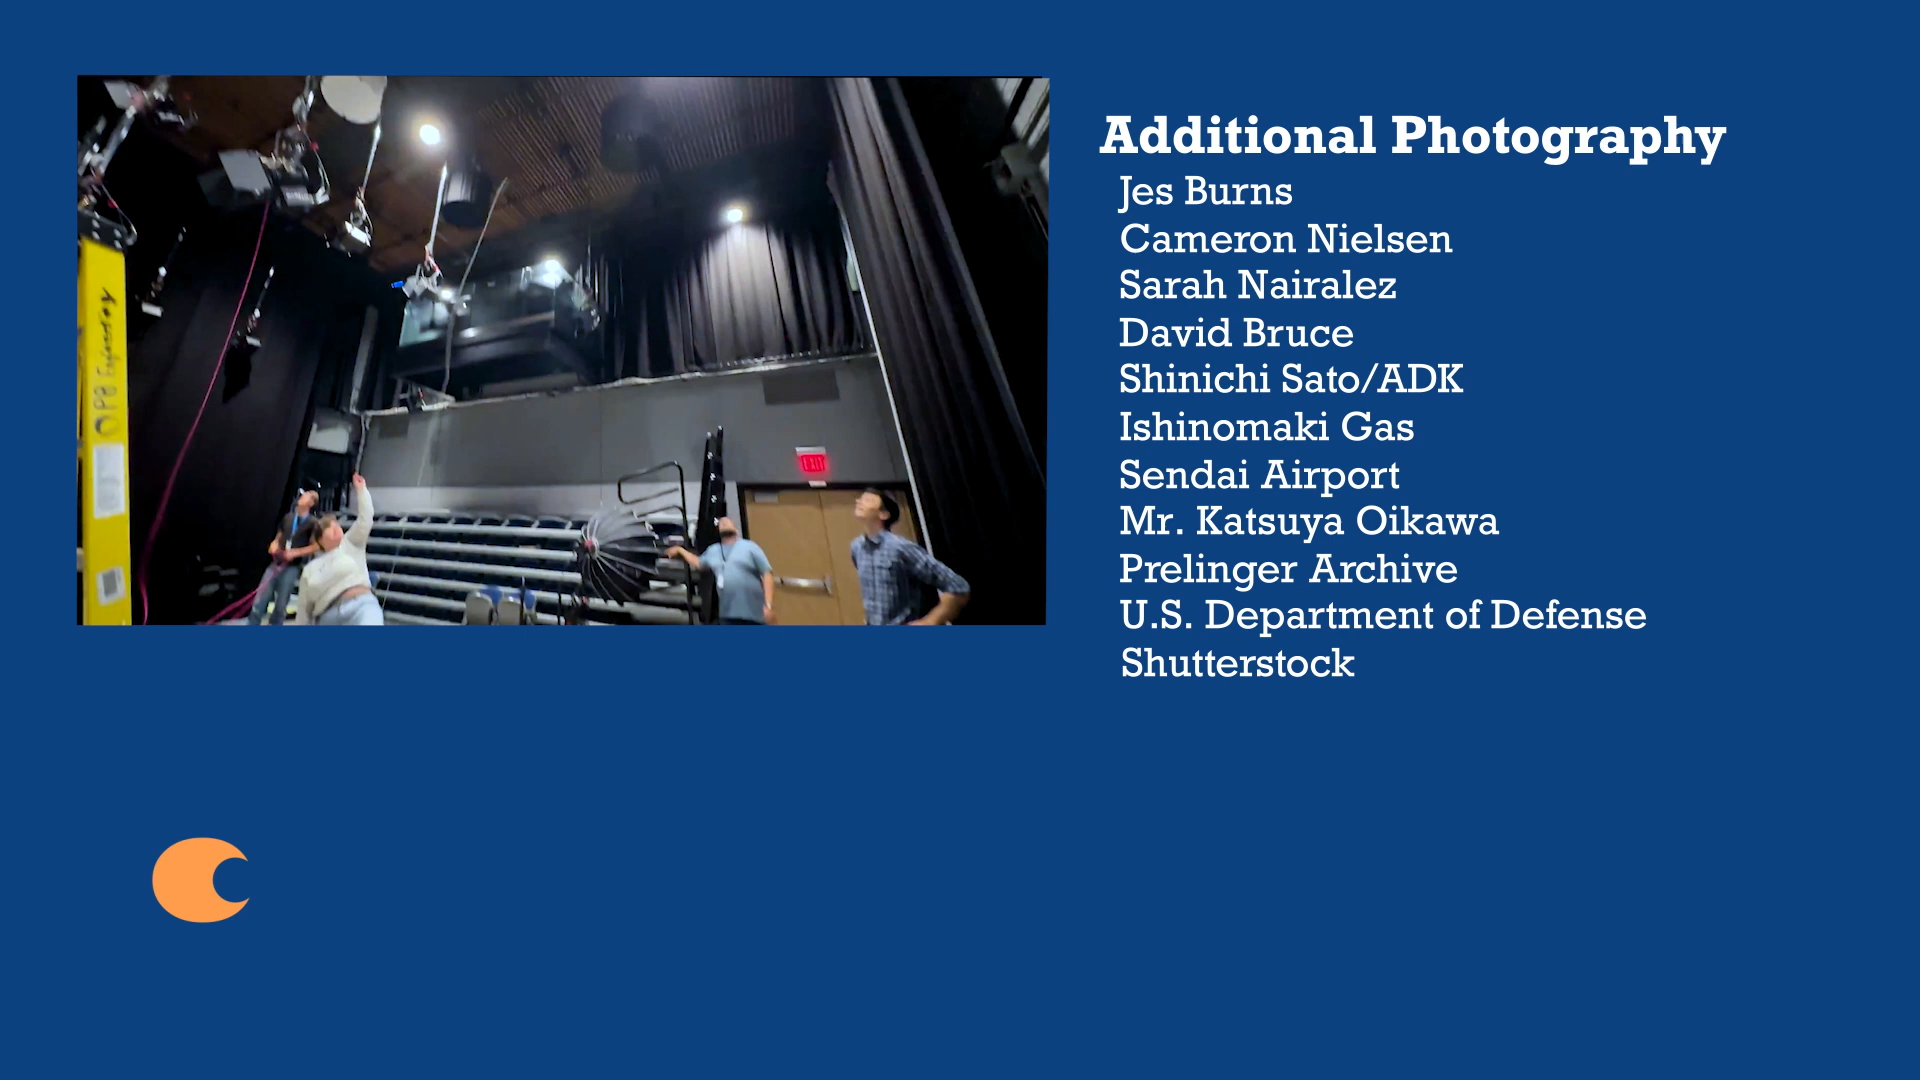 Additional Photography
Jes Burns
Cameron Nielsen
Sarah Nairalez
David Bruce
Shinichi Sato/ADK
Ishinomaki Gas
Sendai Airport
Mr. Katsuya Oikawa
Prelinger Archive
U.S. Department of Defense
Shutterstock
OPB
EXIT